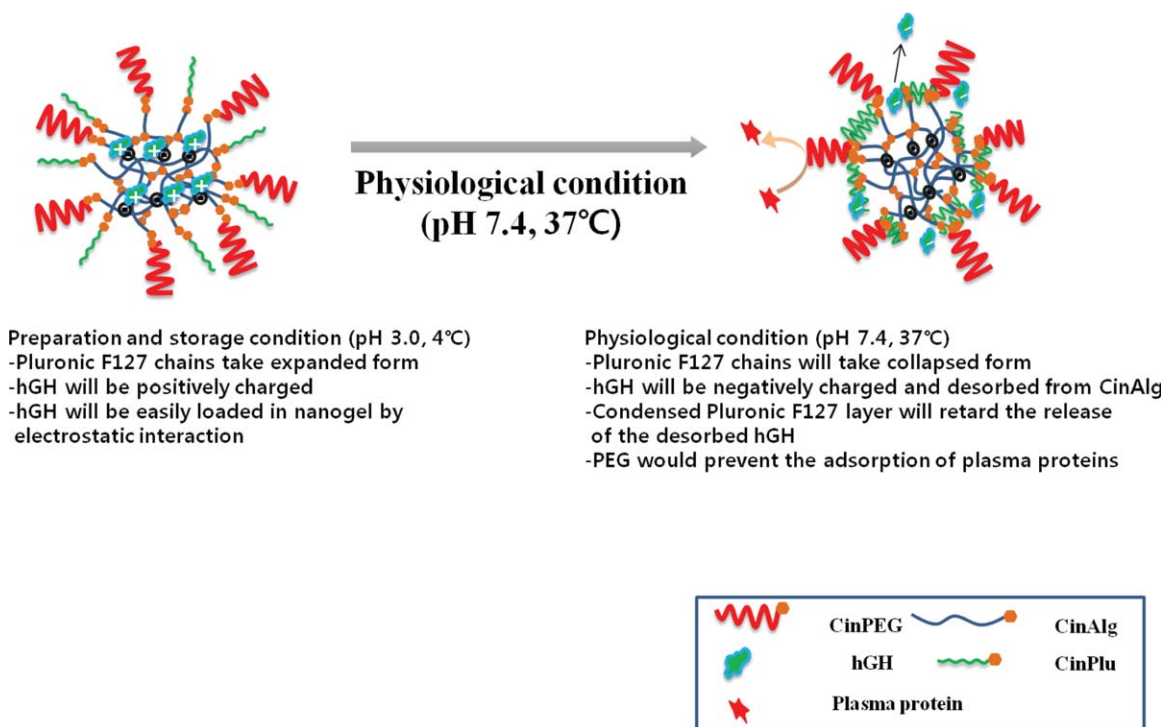 Physiological condition
(pH 7.4, 37℃)
Preparation and storage condition (pH 3.0, 4℃)
-Pluronic F127 chains take expanded form
-hGH will be positively charged
-hGH will be easily loaded in nanogel by
electrostatic interaction
Physiological condition (pH 7.4, 37℃)
-Pluronic F127 chains will take collapsed form
-hGH will be negatively charged and desorbed from CinAlg
-Condensed Pluronic F127 layer will retard the release
of the desorbed hGH
-PEG would prevent the adsorption of plasma proteins
CinPEG
CinAlg
hGH
CinPlu
Plasma protein